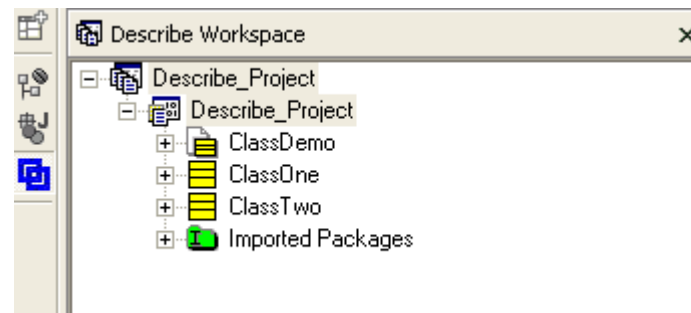 Describe Workspace
Describe_Project
Describe_Project
ClassDemo
ClassOne
ClassTwo
Imported Packages